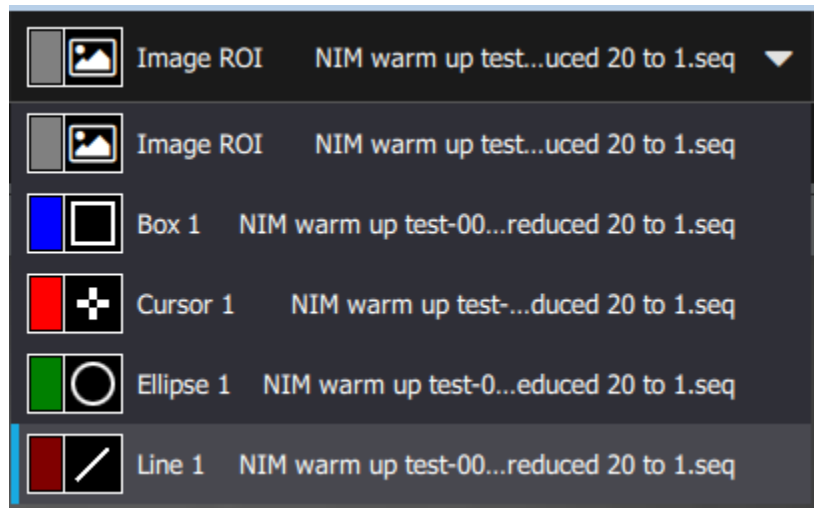 Image ROI NIM warm up test...uced 20 to 1.seq
Image ROI NIM warm up test...uced 20 to 1.seq
Box 1 NIM warm up test-00...reduced 20 to 1.seq
Cursor 1 NIM warm up test-...duced 20 to 1.seq
Ellipse 1 NIM warm up test-0...educed 20 to 1.seq
Line 1 NIM warm up test-00...reduced 20 to 1.seq